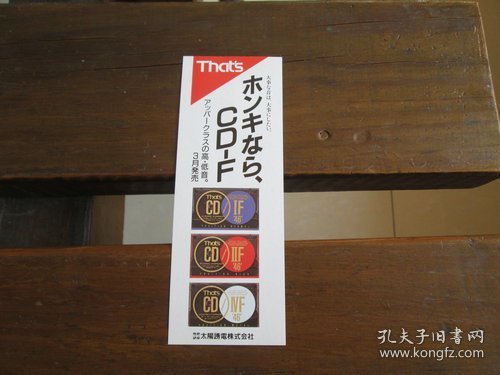 That's
大事な音は、大事にしたい。
ホンキなら、
CD-F
アッパークラスの高・低音。
3月発売
That's
CD
IF
46
That's
CD
IIF
46
That's
CD
IVF
46
太陽誘電株式会社
孔夫子旧书网
www.kongfz.com